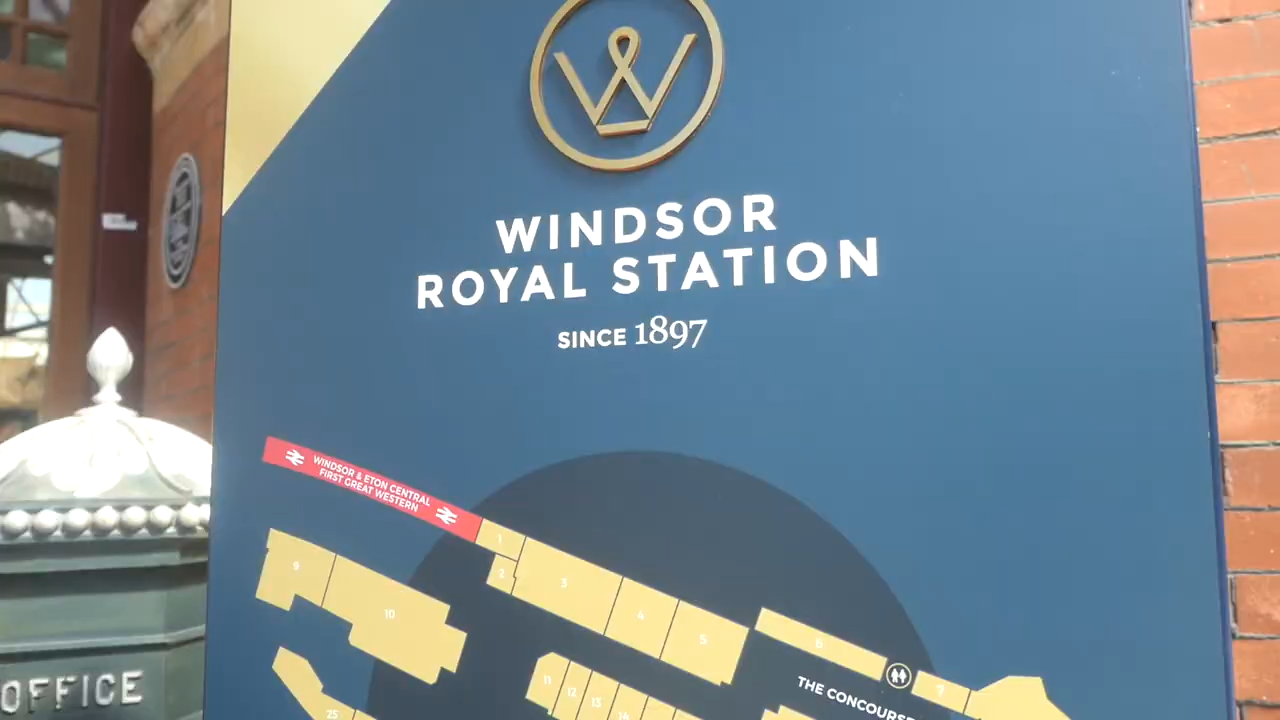 WINDSOR
ROYAL STATION
SINCE 1897
WINDSOR & ETON CENTRAL
FIRST GREAT WESTERN
1
2
3
4
5
6
7
9
10
11
12
13
14
25
THE CONCOURSE
OFFICE